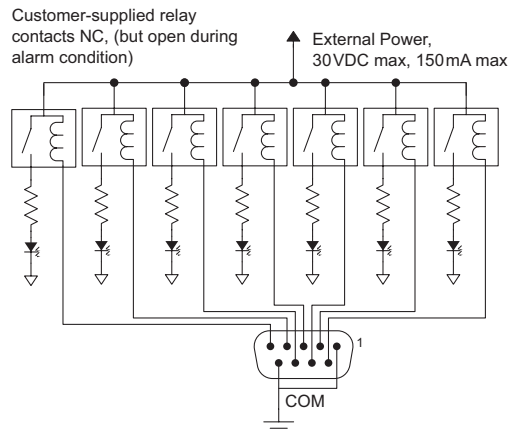 Customer-supplied relay
contacts NC, (but open during
alarm condition)
External Power,
30VDC max, 150mA max
1
COM